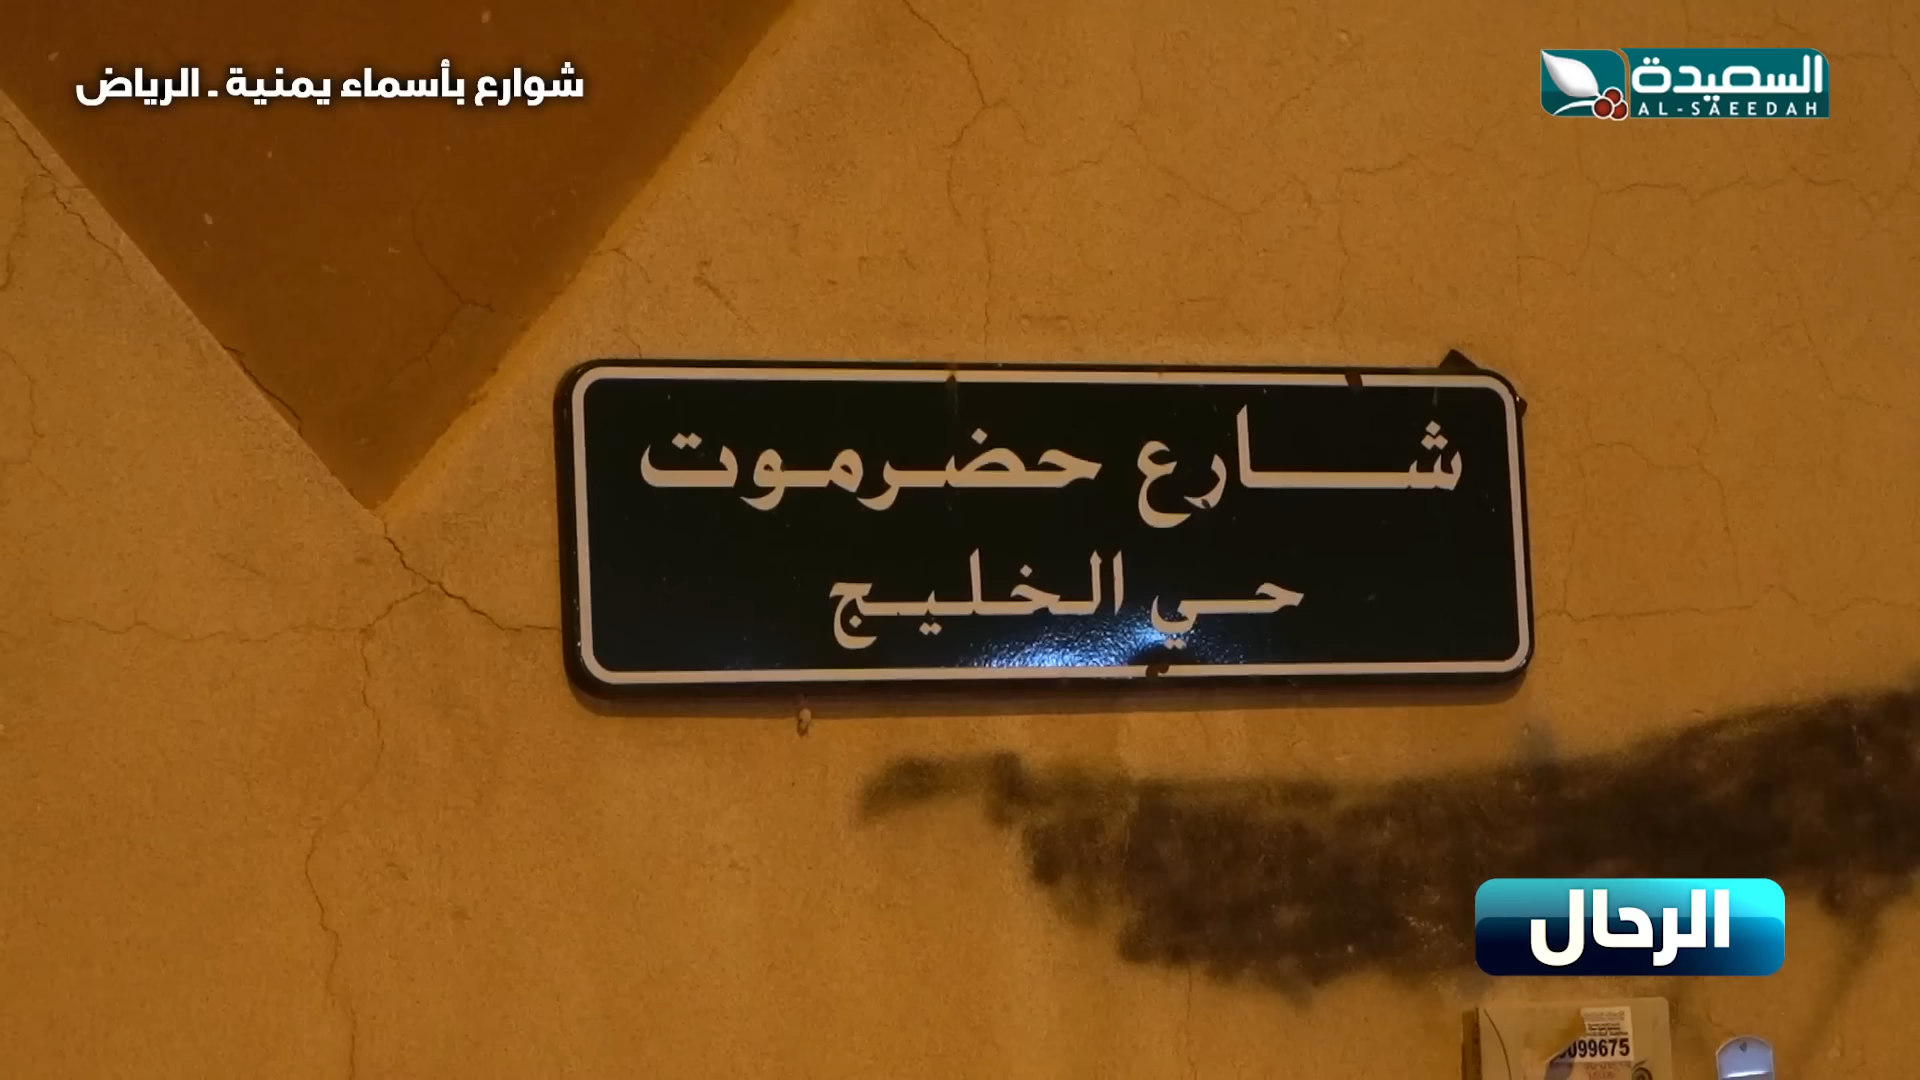 شوارع بأسماء يمنية - الرياض
السعيدة
AL-SAEEDAH
شارع حضرموت
حي الخليج
الرحال
099675